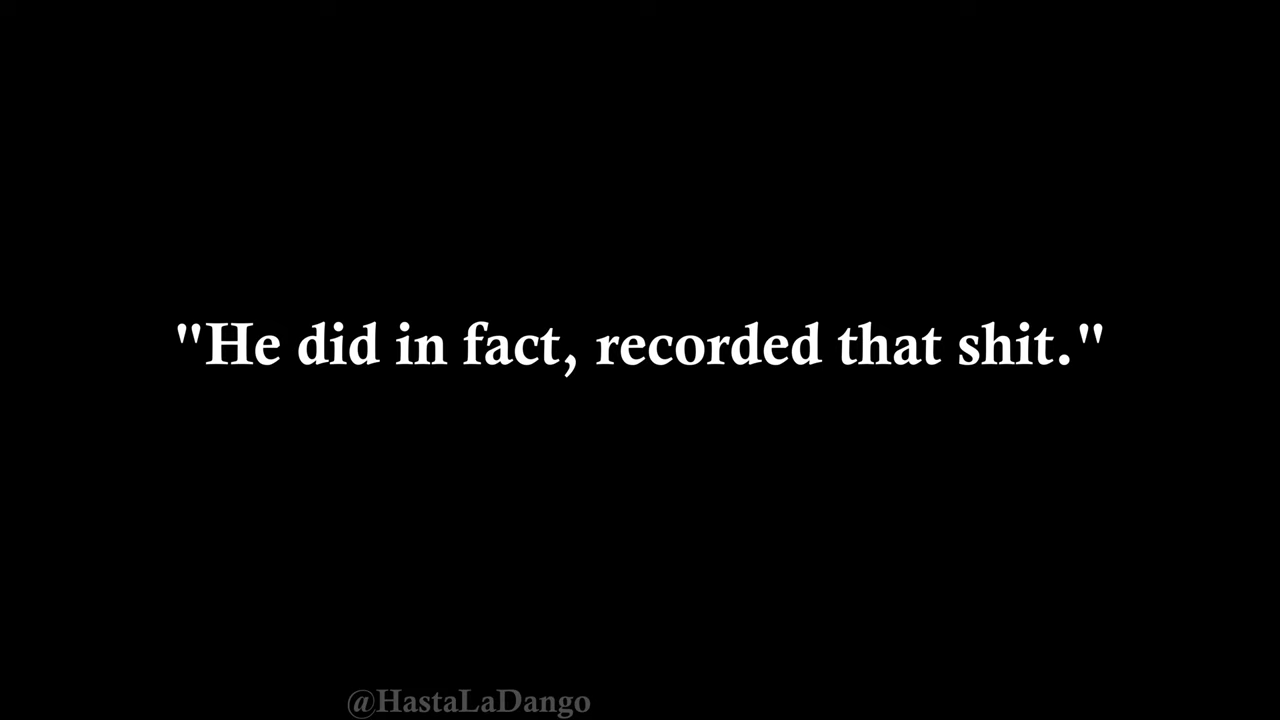 "He did in fact, recorded that shit."
@HastaLaDango